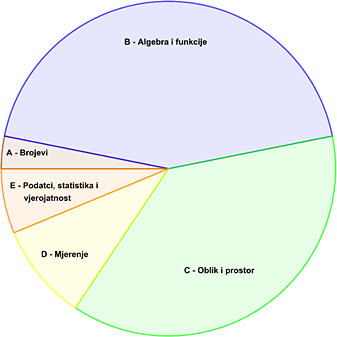 B - Algebra i funkcije
A - Brojevi
E - Podatci, statistika i
vjerojatnost
D - Mjerenje
C - Oblik i prostor